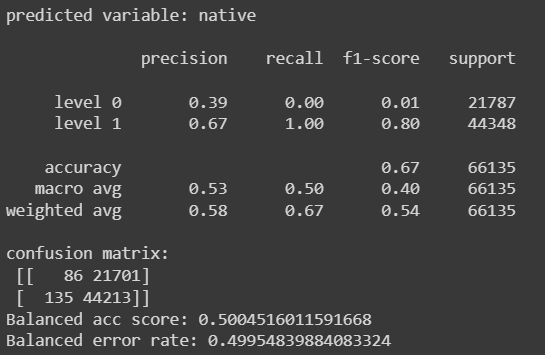 predicted variable: native
precision recall f1-score support
level 0 0.39 0.00 0.01 21787
level 1 0.67 1.00 0.80 44348
accuracy 0.67 66135
macro avg 0.53 0.50 0.40 66135
weighted avg 0.58 0.67 0.54 66135
confusion matrix:
[[ 86 21701]
[ 135 44213]]
Balanced acc score: 0.5004516011591668
Balanced error rate: 0.49954839884083324